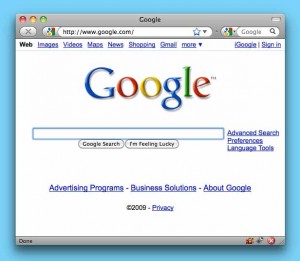 Google
http://www.google.com/
Google
Web Images Videos Maps News Shopping Gmail more ▼
iGoogle | Sign in
Google™
Advanced Search
Preferences
Language Tools
Google Search I'm Feeling Lucky
Advertising Programs - Business Solutions - About Google
©2009 - Privacy
Done